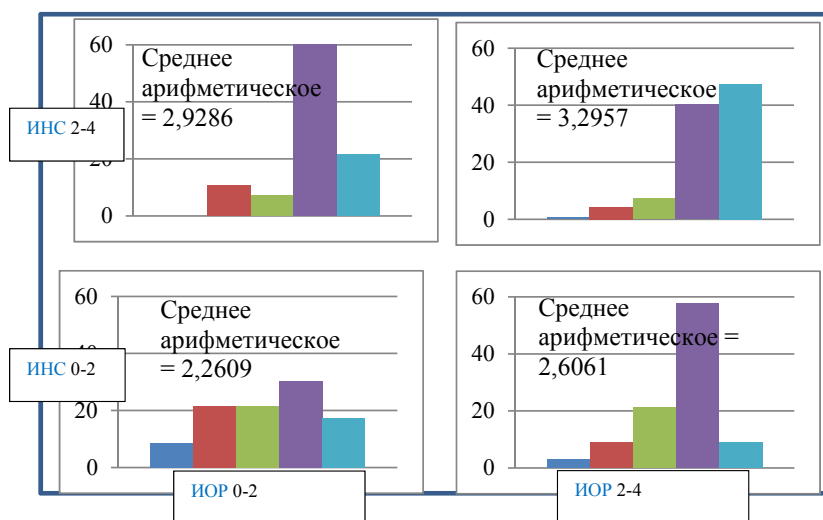 60
40
20
0
Среднее
арифметическое
= 2,9286
ИНС 2-4
60
40
20
0
Среднее
арифметическое
= 3,2957
60
40
20
0
Среднее
арифметическое
= 2,2609
ИНС 0-2
ИОР 0-2
60
40
20
0
Среднее
арифметическое =
2,6061
ИОР 2-4